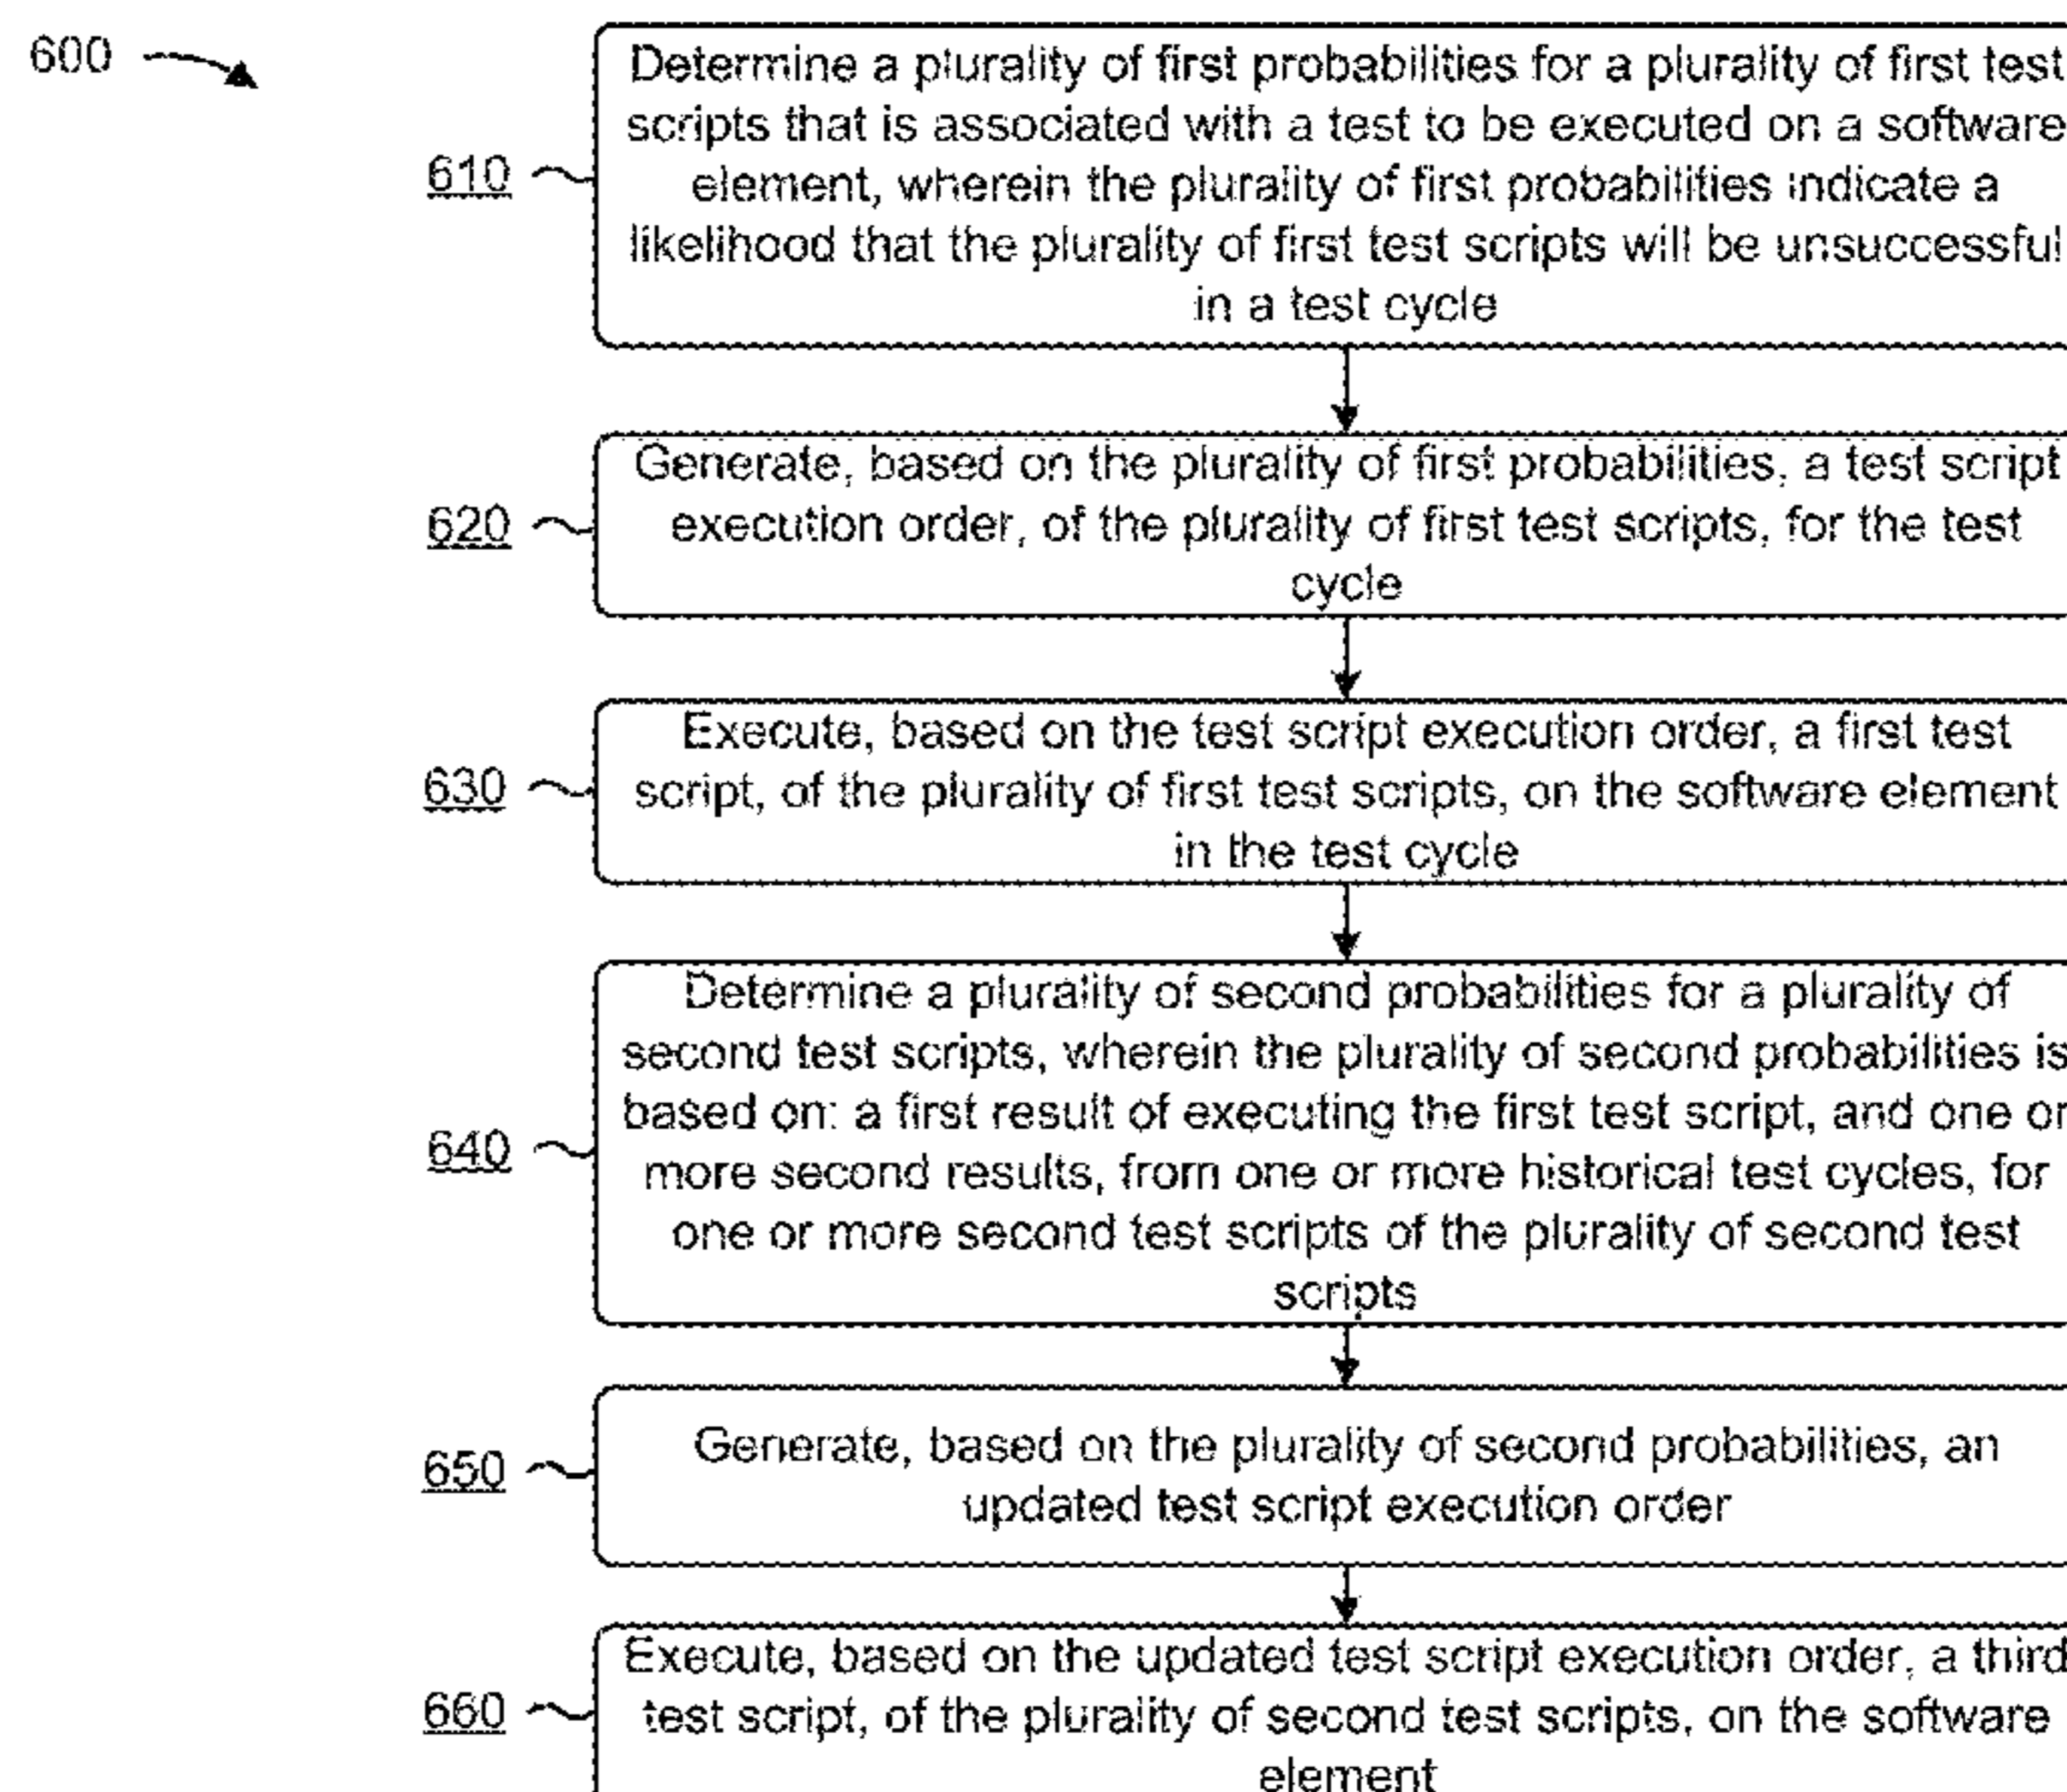 600
Determine a plurality of first probabilities for a plurality of first test
scripts that is associated with a test to be executed on a software
element, wherein the plurality of first probabilities indicate a
likelihood that the plurality of first test scripts will be unsuccessful
in a test cycle
610
Generate, based on the plurality of first probabilities, a test script
execution order, of the plurality of first test scripts, for the test
cycle
620
Execute, based on the test script execution order, a first test
script, of the plurality of first test scripts, on the software element
in the test cycle
630
Determine a plurality of second probabilities for a plurality of
second test scripts, wherein the plurality of second probabilities is
based on: a first result of executing the first test script, and one or
more second results, from one or more historical test cycles, for
one or more second test scripts of the plurality of second test
scripts
640
Generate, based on the plurality of second probabilities, an
updated test script execution order
650
Execute, based on the updated test script execution order, a third
test script, of the plurality of second test scripts, on the software
element
660